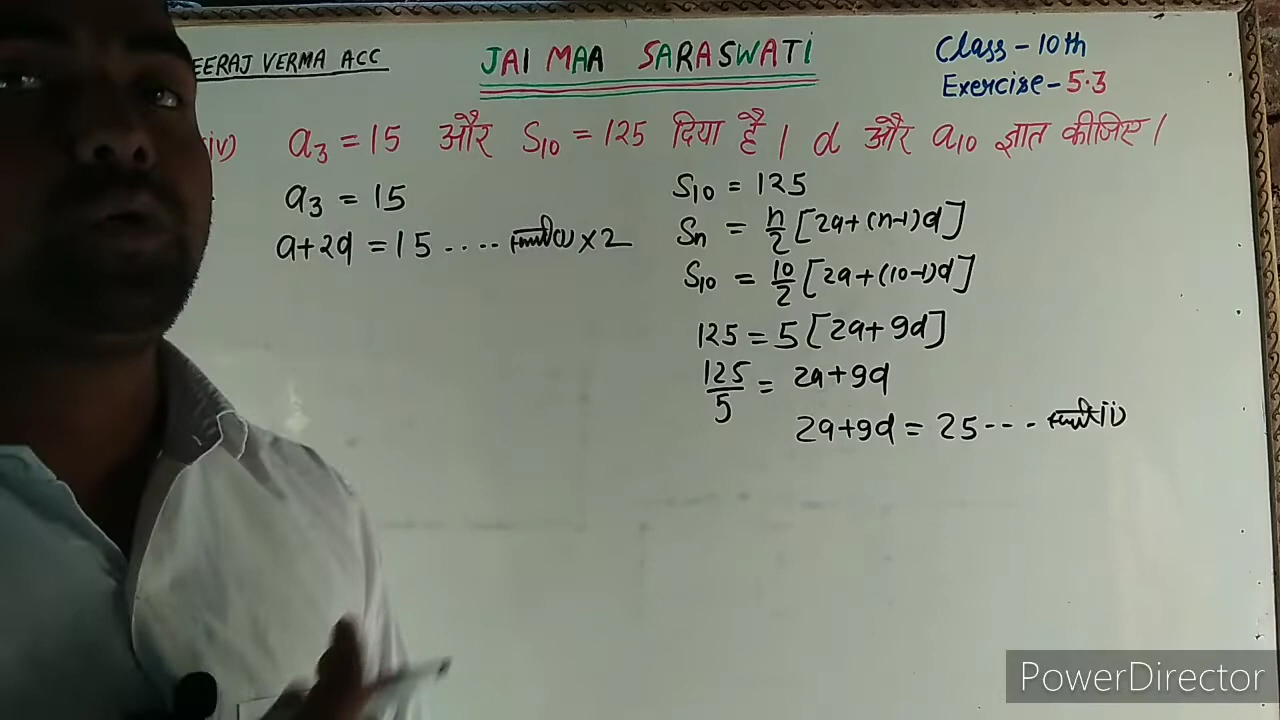 EERAJ VERMA ACC
JAI MAA SARASWATI
Class-10th
Exercise-5.3
iv) a₃ = 15 और S₁₀ = 125 दिया है । d और a₁₀ ज्ञात कीजिए ।
a₃ = 15
a+2d = 15 .... समी(i) × 2
S₁₀ = 125
Sn = n/2 [2a+(n-1)d]
S₁₀ = 10/2 [2a+(10-1)d]
125 = 5 [2a+9d]
125/5 = 2a+9d
2a+9d = 25 --- समी(ii)
PowerDirector